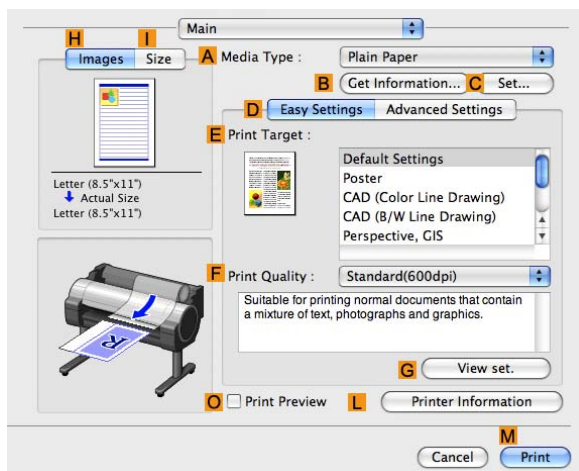 Main
H I
Images Size
A Media Type : Plain Paper
B Get Information... C Set...
D Easy Settings Advanced Settings
E Print Target :
Default Settings
Poster
CAD (Color Line Drawing)
CAD (B/W Line Drawing)
Perspective, GIS
Letter (8.5"x11")
Actual Size
Letter (8.5"x11")
F Print Quality : Standard(600dpi)
Suitable for printing normal documents that contain
a mixture of text, photographs and graphics.
R
G View set.
O Print Preview L Printer Information
M
Cancel Print